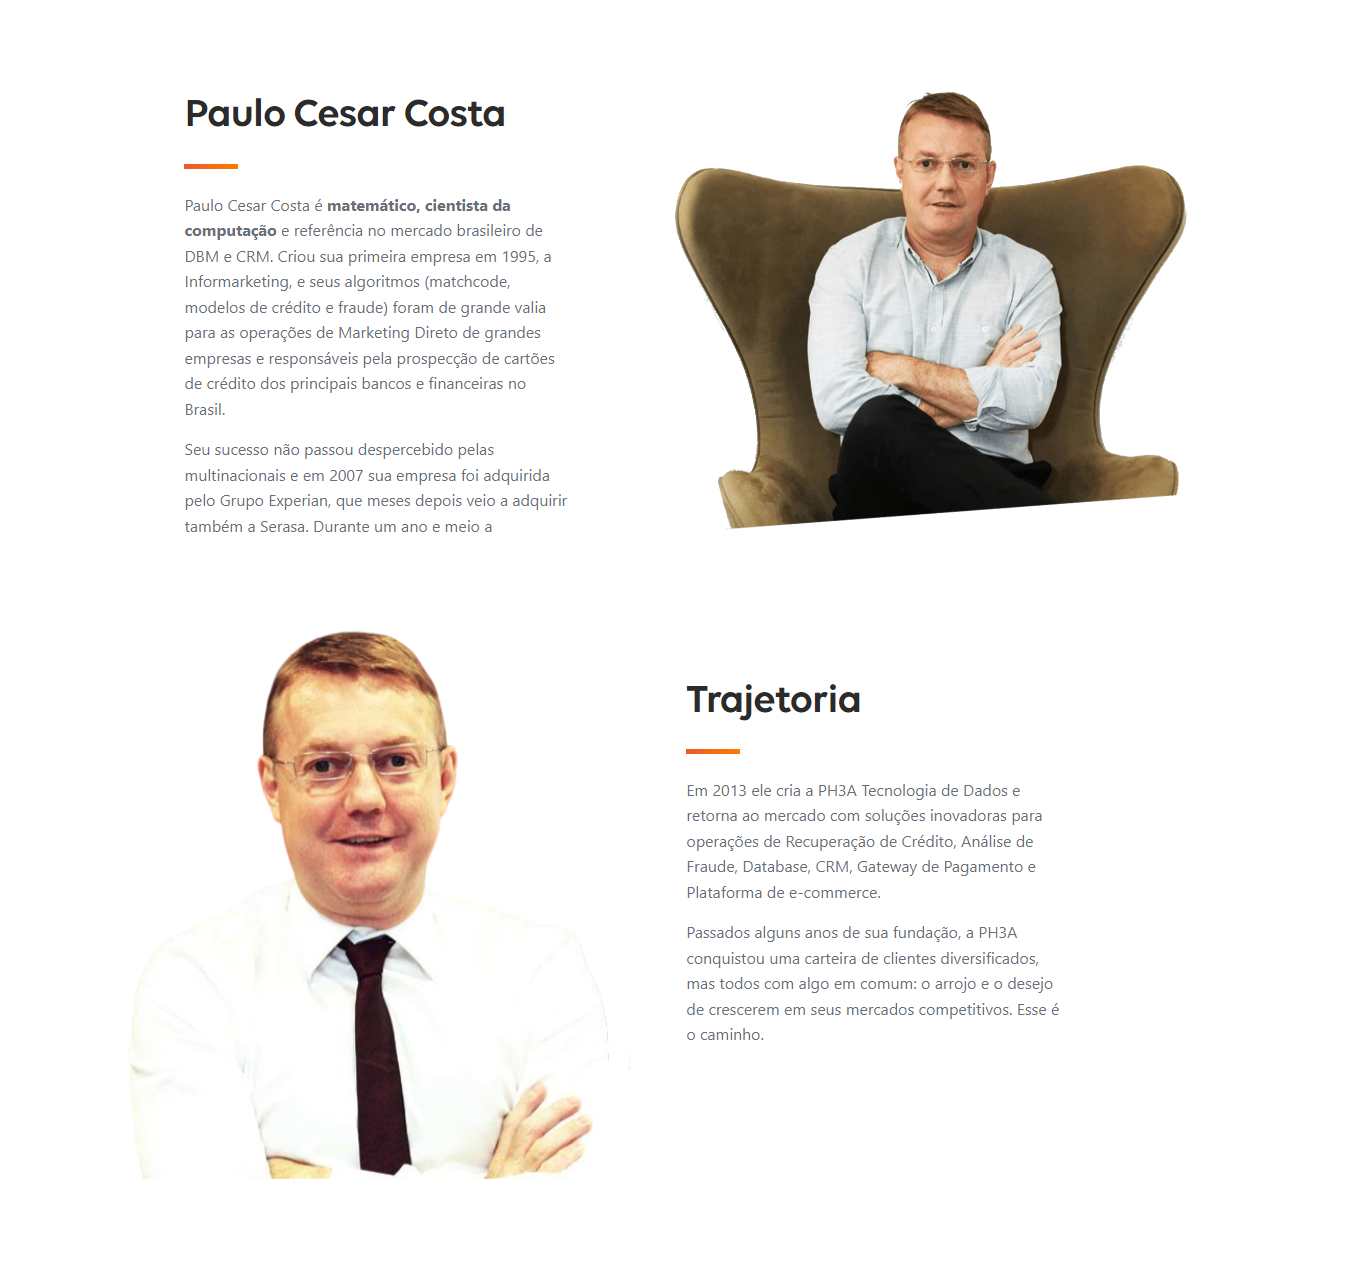 Paulo Cesar Costa
Paulo Cesar Costa é matemático, cientista da
computação e referência no mercado brasileiro de
DBM e CRM. Criou sua primeira empresa em 1995, a
Informarketing, e seus algoritmos (matchcode,
modelos de crédito e fraude) foram de grande valia
para as operações de Marketing Direto de grandes
empresas e responsáveis pela prospecção de cartões
de crédito dos principais bancos e financeiras no
Brasil.
Seu sucesso não passou despercebido pelas
multinacionais e em 2007 sua empresa foi adquirida
pelo Grupo Experian, que meses depois veio a adquirir
também a Serasa. Durante um ano e meio a
Trajetoria
Em 2013 ele cria a PH3A Tecnologia de Dados e
retorna ao mercado com soluções inovadoras para
operações de Recuperação de Crédito, Análise de
Fraude, Database, CRM, Gateway de Pagamento e
Plataforma de e-commerce.
Passados alguns anos de sua fundação, a PH3A
conquistou uma carteira de clientes diversificados,
mas todos com algo em comum: o arrojo e o desejo
de crescerem em seus mercados competitivos. Esse é
o caminho.